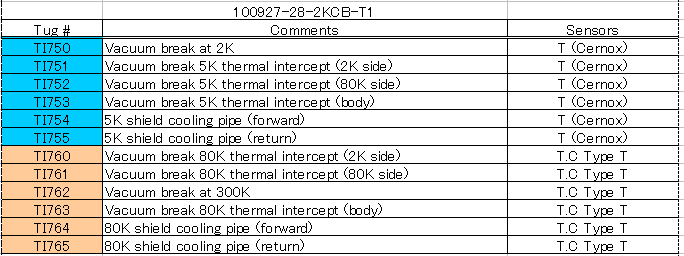 100927-28-2KCB-T1
Tug # Comments Sensors
TI750 Vacuum break at 2K T (Cernox)
TI751 Vacuum break 5K thermal intercept (2K side) T (Cernox)
TI752 Vacuum break 5K thermal intercept (80K side) T (Cernox)
TI753 Vacuum break 5K thermal intercept (body) T (Cernox)
TI754 5K shield cooling pipe (forward) T (Cernox)
TI755 5K shield cooling pipe (return) T (Cernox)
TI760 Vacuum break 80K thermal intercept (2K side) T.C Type T
TI761 Vacuum break 80K thermal intercept (80K side) T.C Type T
TI762 Vacuum break at 300K T.C Type T
TI763 Vacuum break 80K thermal intercept (body) T.C Type T
TI764 80K shield cooling pipe (forward) T.C Type T
TI765 80K shield cooling pipe (return) T.C Type T